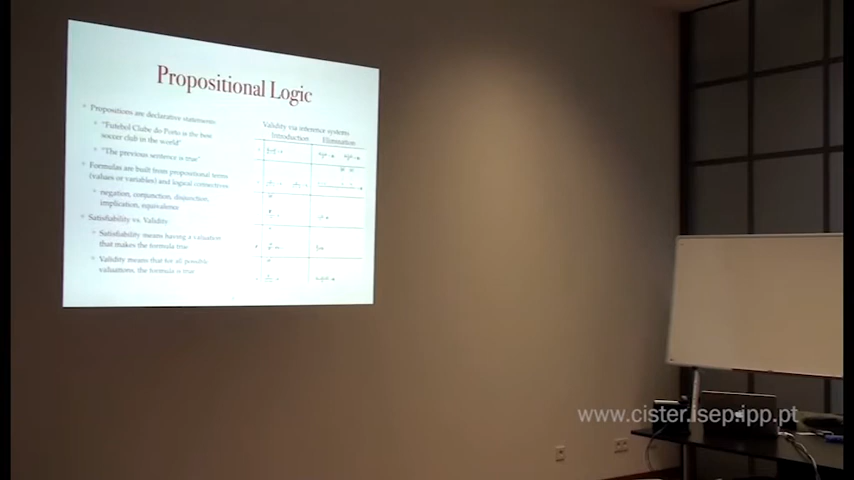 Propositional Logic
Propositions are declarative statements
"Futebol Clube do Porto is the best
soccer club in the world"
"The previous sentence is true"
Formulas are built from propositional terms
(values or variables) and logical connectives
negation, conjunction, disjunction,
implication, equivalence
Satisfiability vs. Validity
Satisfiability means having a valuation
that makes the formula true
Validity means that for all possible
valuations, the formula is true
Validity via inference systems
Introduction Elimination
www.cister.isep.ipp.pt